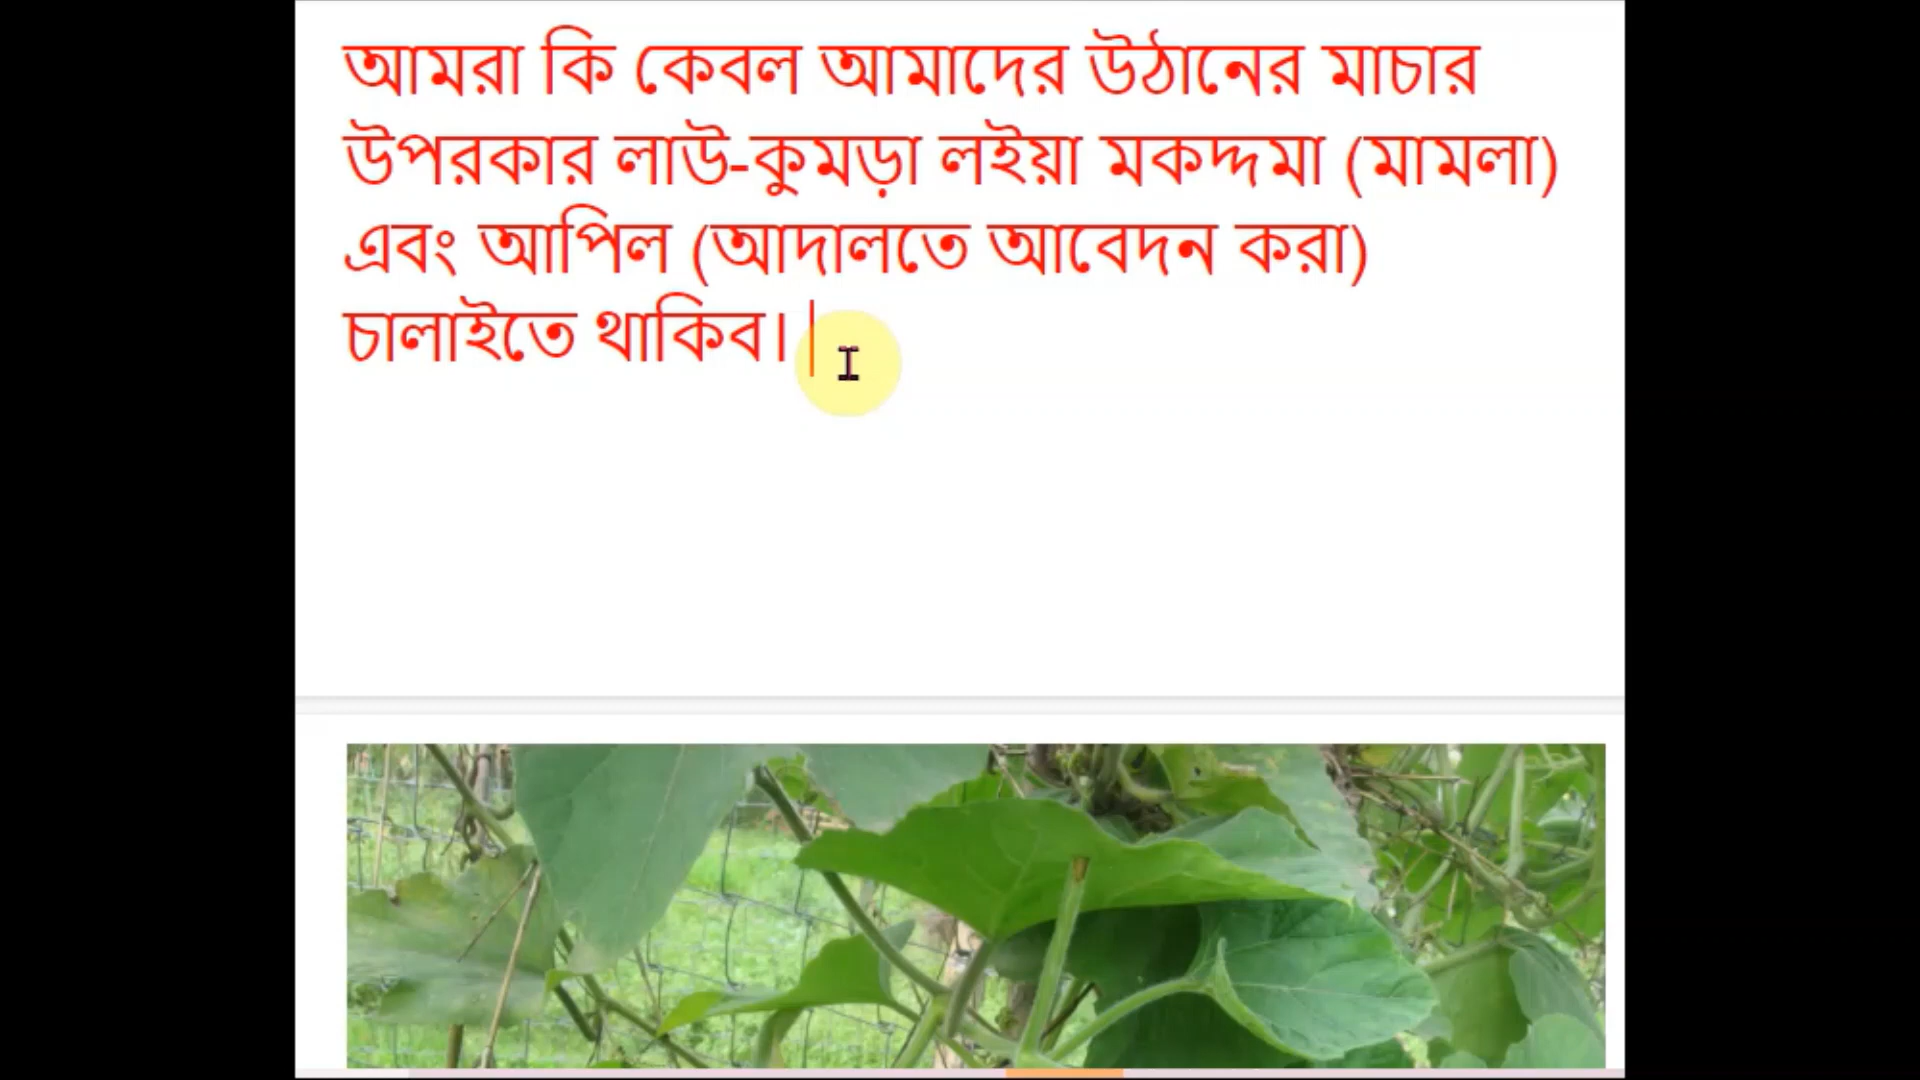 আমরা কি কেবল আমাদের উঠানের মাচার
উপরকার লাউ-কুমড়া লইয়া মকদ্দমা (মামলা)
এবং আপিল (আদালতে আবেদন করা)
চালাইতে থাকিব।